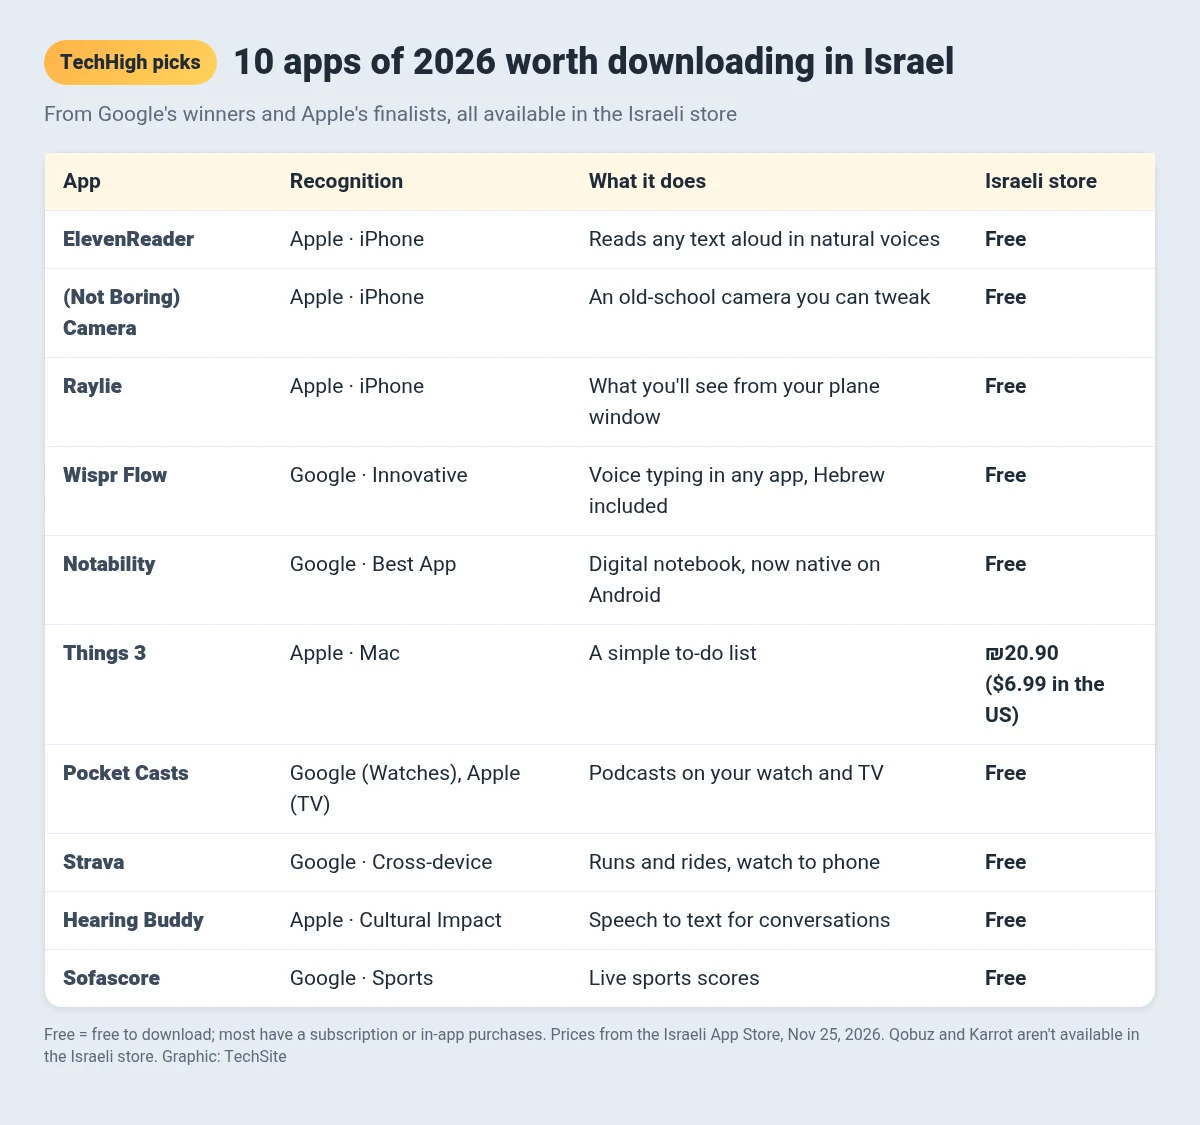 TechHigh picks
10 apps of 2026 worth downloading in Israel
From Google's winners and Apple's finalists, all available in the Israeli store
App Recognition What it does Israeli store
ElevenReader Apple · iPhone Reads any text aloud in natural voices Free
(Not Boring) Apple · iPhone An old-school camera you can tweak Free
Camera
Raylie Apple · iPhone What you'll see from your plane Free
window
Wispr Flow Google · Innovative Voice typing in any app, Hebrew Free
included
Notability Google · Best App Digital notebook, now native on Free
Android
Things 3 Apple · Mac A simple to-do list ₪20.90
($6.99 in the
US)
Pocket Casts Google (Watches), Apple Podcasts on your watch and TV Free
(TV)
Strava Google · Cross-device Runs and rides, watch to phone Free
Hearing Buddy Apple · Cultural Impact Speech to text for conversations Free
Sofascore Google · Sports Live sports scores Free
Free = free to download; most have a subscription or in-app purchases. Prices from the Israeli App Store, Nov 25, 2026. Qobuz and Karrot aren't available in
the Israeli store. Graphic: TechSite